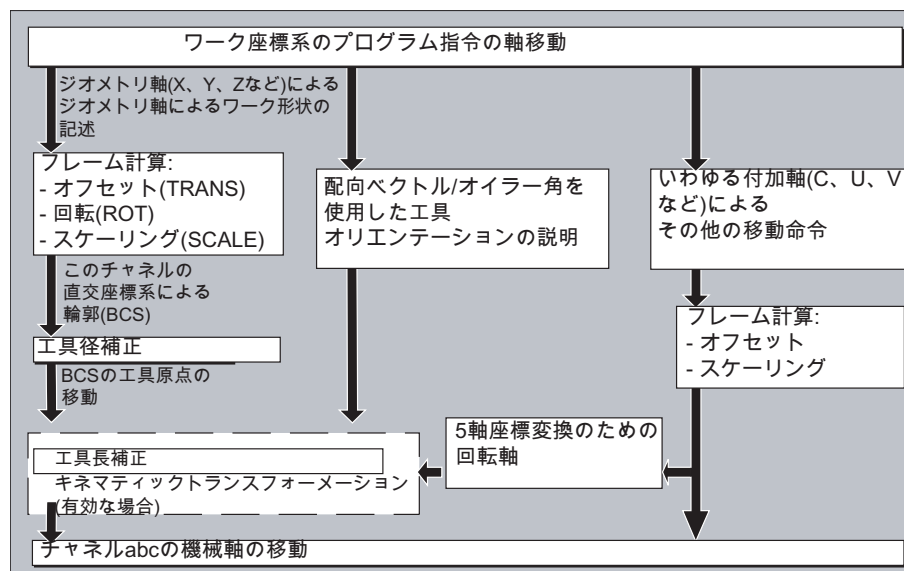 ワーク座標系のプログラム指令の軸移動
ジオメトリ軸(X、Y、Zなど)による
ジオメトリ軸によるワーク形状の
記述
フレーム計算:
- オフセット(TRANS)
- 回転(ROT)
- スケーリング(SCALE)
配向ベクトル/オイラー角を
使用した工具
オリエンテーションの説明
いわゆる付加軸(C、U、V
など)による
その他の移動命令
このチャネルの
直交座標系による
輪郭(BCS)
フレーム計算:
- オフセット
- スケーリング
工具径補正
BCSの工具原点の
移動
5軸座標変換のための
回転軸
工具長補正
キネマティックトランスフォーメーション
(有効な場合)
チャネルabcの機械軸の移動